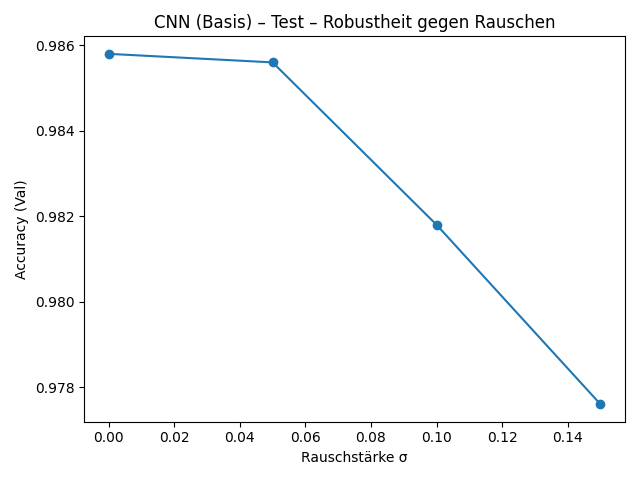 CNN (Basis) – Test – Robustheit gegen Rauschen
0.986
0.984
0.982
0.980
0.978
Accuracy (Val)
0.00 0.02 0.04 0.06 0.08 0.10 0.12 0.14
Rauschstärke σ